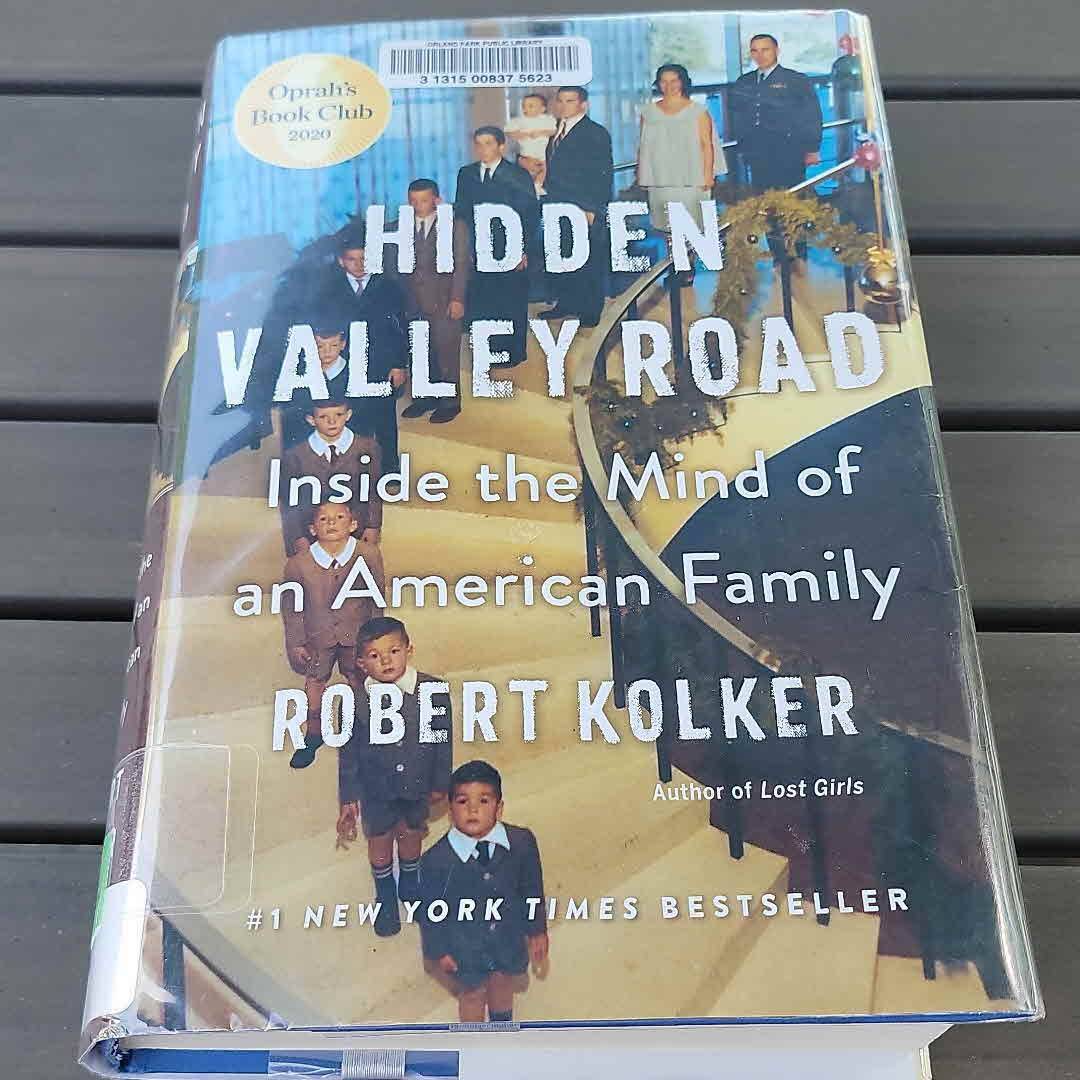 ORLAND PARK PUBLIC LIBRARY
3 1315 00837 5623
Oprah's
Book Club
2020
HIDDEN
VALLEY ROAD
Inside the Mind of
an American Family
ROBERT KOLKER
Author of Lost Girls
#1 NEW YORK TIMES BESTSELLER